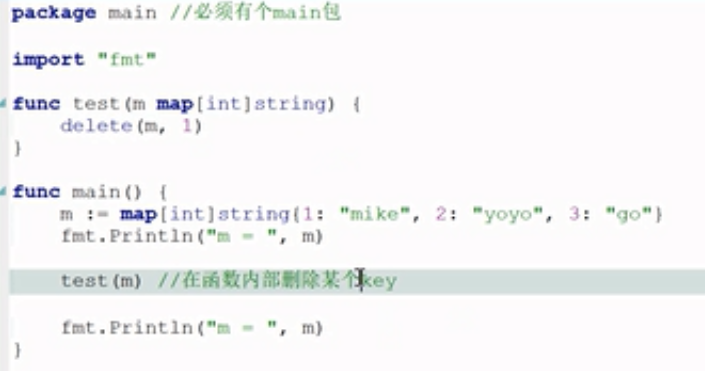 package main //必须有个main包
import "fmt"
func test(m map[int]string) {
delete(m, 1)
}
func main() {
m := map[int]string{1: "mike", 2: "yoyo", 3: "go"}
fmt.Println("m = ", m)
test(m) //在函数内部删除某个key
fmt.Println("m = ", m)
}